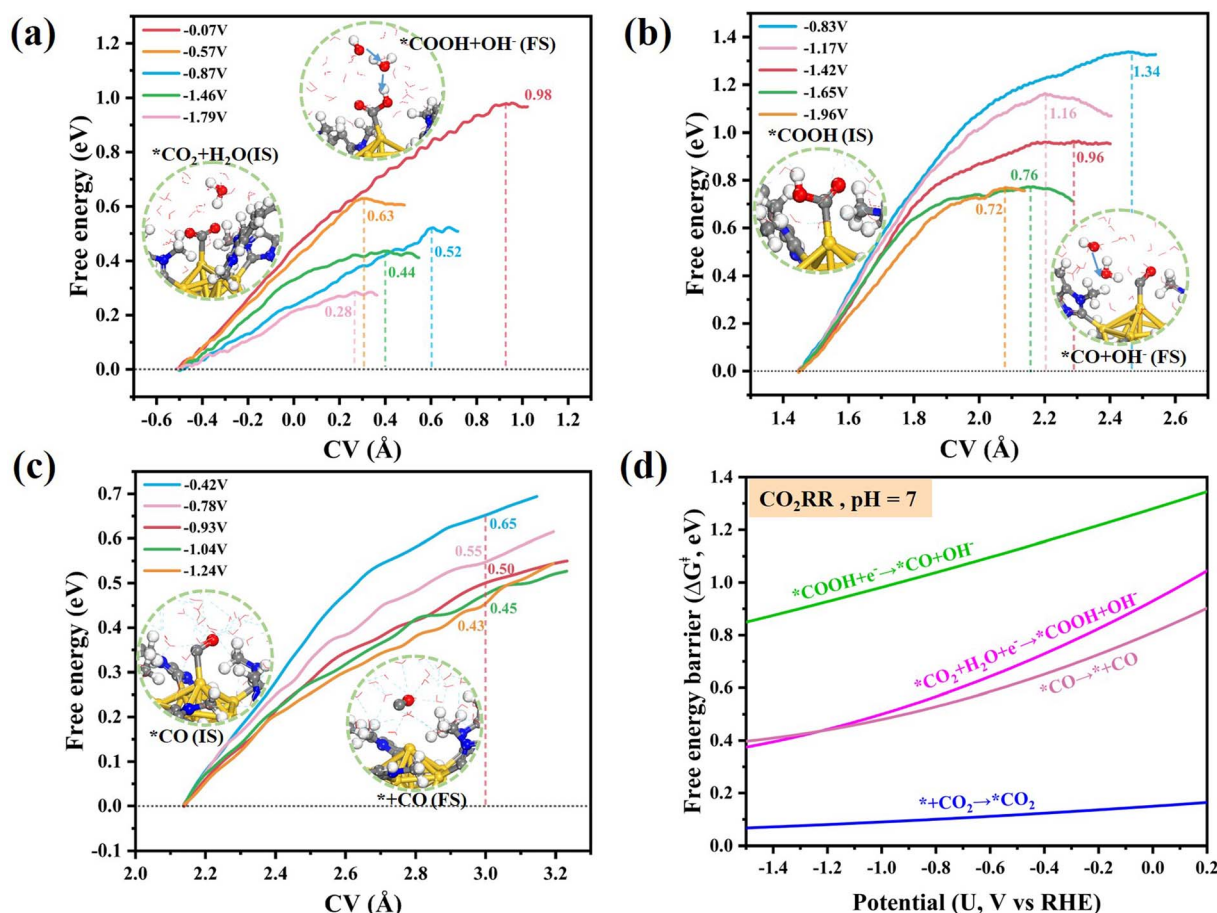 (a)
-0.07V
-0.57V
-0.87V
-1.46V
-1.79V
*COOH+OH⁻ (FS)
*CO₂+H₂O(IS)
0.98
0.63
0.52
0.44
0.28
1.2
1.0
0.8
0.6
0.4
0.2
0.0
Free energy (eV)
-0.6 -0.4 -0.2 0.0 0.2 0.4 0.6 0.8 1.0 1.2
CV (Å)
(b)
-0.83V
-1.17V
-1.42V
-1.65V
-1.96V
*COOH (IS)
1.34
1.16
0.96
0.76
0.72
*CO+OH⁻ (FS)
1.4
1.2
1.0
0.8
0.6
0.4
0.2
0.0
Free energy (eV)
1.4 1.6 1.8 2.0 2.2 2.4 2.6
CV (Å)
(c)
-0.42V
-0.78V
-0.93V
-1.04V
-1.24V
0.65
0.55
0.50
0.45
0.43
*CO (IS)
*+CO (FS)
0.7
0.6
0.5
0.4
0.3
0.2
0.1
0.0
-0.1
Free energy (eV)
2.0 2.2 2.4 2.6 2.8 3.0 3.2
CV (Å)
(d)
CO₂RR , pH = 7
*COOH+e⁻→*CO+OH⁻
*CO₂+H₂O+e⁻→*COOH+OH⁻
*CO→*+CO
*+CO₂→*CO₂
1.4
1.2
1.0
0.8
0.6
0.4
0.2
0.0
Free energy barrier (ΔG‡, eV)
-1.4 -1.2 -1.0 -0.8 -0.6 -0.4 -0.2 0.0 0.2
Potential (U, V vs RHE)